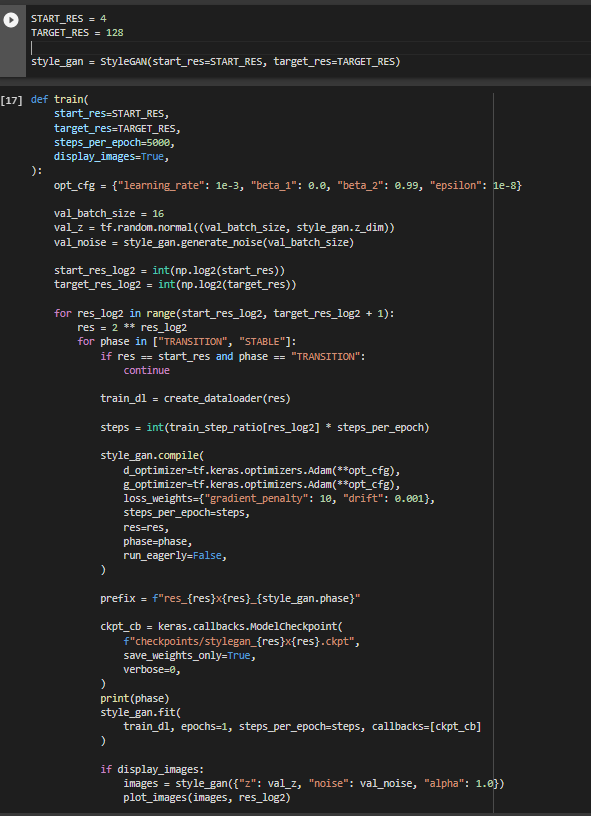 START_RES = 4
TARGET_RES = 128
style_gan = StyleGAN(start_res=START_RES, target_res=TARGET_RES)
[17] def train(
start_res=START_RES,
target_res=TARGET_RES,
steps_per_epoch=5000,
display_images=True,
):
opt_cfg = {"learning_rate": 1e-3, "beta_1": 0.0, "beta_2": 0.99, "epsilon": 1e-8}
val_batch_size = 16
val_z = tf.random.normal((val_batch_size, style_gan.z_dim))
val_noise = style_gan.generate_noise(val_batch_size)
start_res_log2 = int(np.log2(start_res))
target_res_log2 = int(np.log2(target_res))
for res_log2 in range(start_res_log2, target_res_log2 + 1):
res = 2 ** res_log2
for phase in ["TRANSITION", "STABLE"]:
if res == start_res and phase == "TRANSITION":
continue
train_dl = create_dataloader(res)
steps = int(train_step_ratio[res_log2] * steps_per_epoch)
style_gan.compile(
d_optimizer=tf.keras.optimizers.Adam(**opt_cfg),
g_optimizer=tf.keras.optimizers.Adam(**opt_cfg),
loss_weights={"gradient_penalty": 10, "drift": 0.001},
steps_per_epoch=steps,
res=res,
phase=phase,
run_eagerly=False,
)
prefix = f"res_{res}x{res}_{style_gan.phase}"
ckpt_cb = keras.callbacks.ModelCheckpoint(
f"checkpoints/stylegan_{res}x{res}.ckpt",
save_weights_only=True,
verbose=0,
)
print(phase)
style_gan.fit(
train_dl, epochs=1, steps_per_epoch=steps, callbacks=[ckpt_cb]
)
if display_images:
images = style_gan({"z": val_z, "noise": val_noise, "alpha": 1.0})
plot_images(images, res_log2)